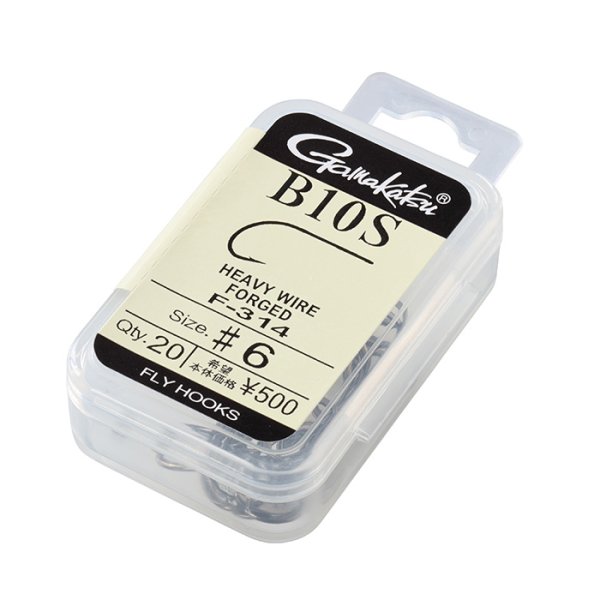 Gamakatsu®
B10S
HEAVY WIRE
FORGED
F-314
Size. #6
Qty. 20 希望本体価格 ¥500
FLY HOOKS